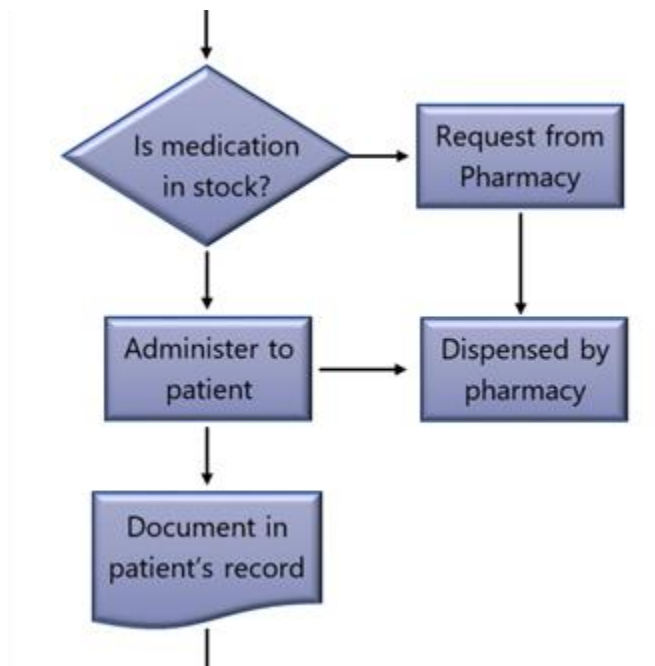 Is medication
in stock?
Request from
Pharmacy
Administer to
patient
Dispensed by
pharmacy
Document in
patient's record